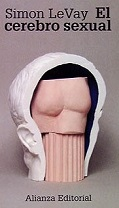 Simon LeVay El
cerebro sexual
Alianza Editorial